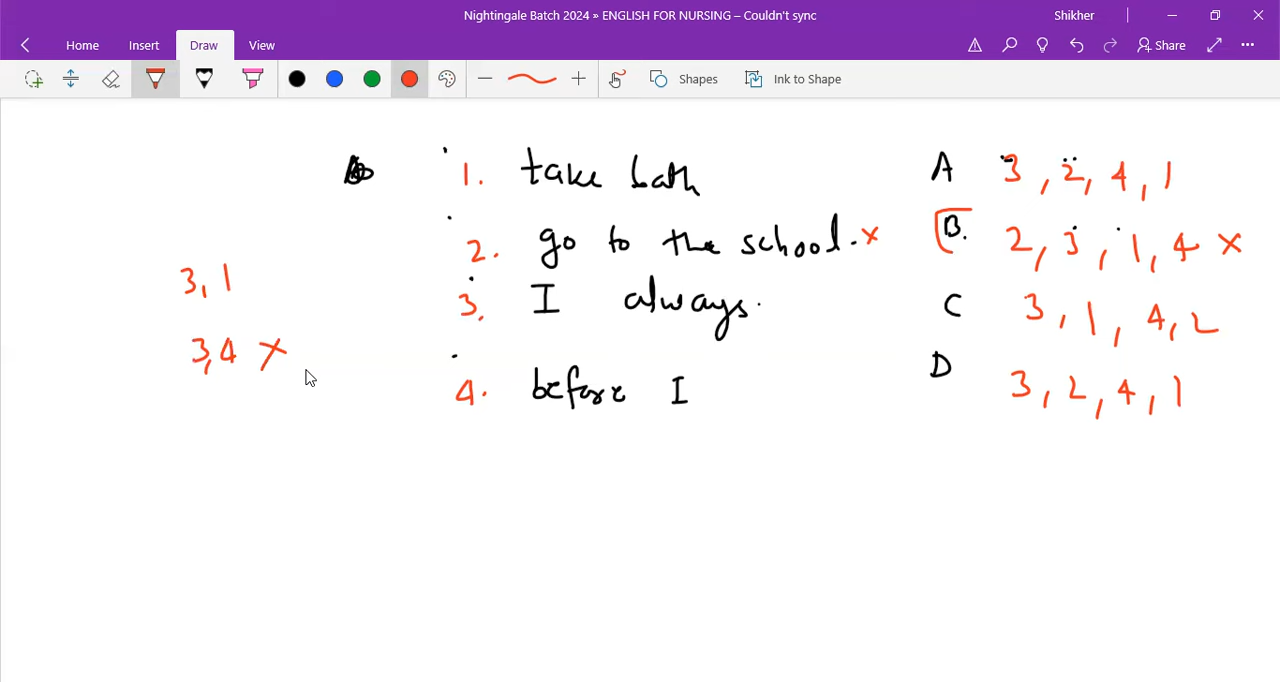 Nightingale Batch 2024 » ENGLISH FOR NURSING – Couldn't sync
Shikher
Home Insert Draw View
Share
Shapes Ink to Shape
1. take bath
2. go to the school. x
3. I always.
4. before I
3, 1
3, 4 x
A 3, 2, 4, 1
B. 2, 3, 1, 4 x
C 3, 1, 4, 2
D 3, 2, 4, 1